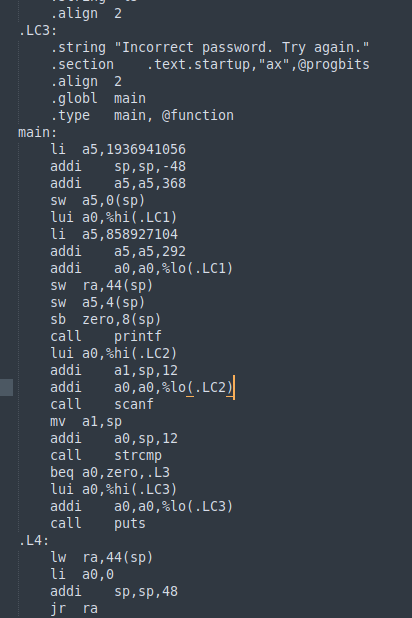 .align 2
.LC3:
.string "Incorrect password. Try again."
.section .text.startup,"ax",@progbits
.align 2
.globl main
.type main, @function
main:
li a5,1936941056
addi sp,sp,-48
addi a5,a5,368
sw a5,0(sp)
lui a0,%hi(.LC1)
li a5,858927104
addi a5,a5,292
addi a0,a0,%lo(.LC1)
sw ra,44(sp)
sw a5,4(sp)
sb zero,8(sp)
call printf
lui a0,%hi(.LC2)
addi a1,sp,12
addi a0,a0,%lo(.LC2)
call scanf
mv a1,sp
addi a0,sp,12
call strcmp
beq a0,zero,.L3
lui a0,%hi(.LC3)
addi a0,a0,%lo(.LC3)
call puts
.L4:
lw ra,44(sp)
li a0,0
addi sp,sp,48
jr ra